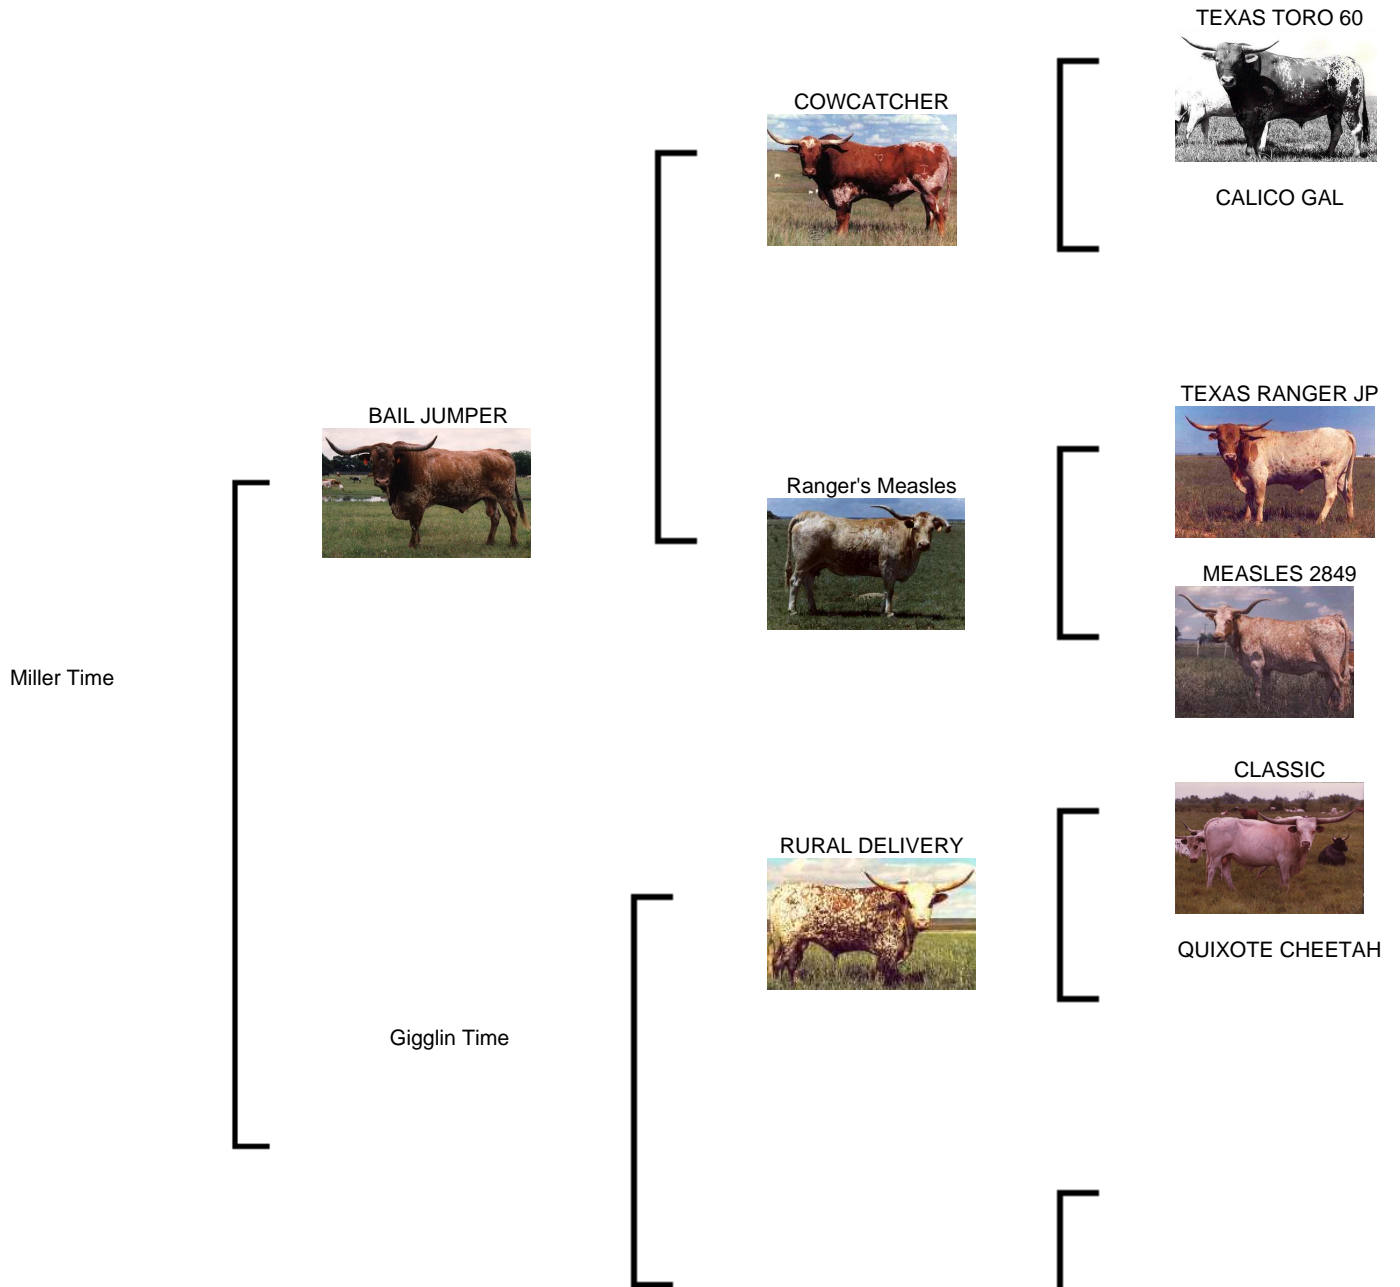 TEXAS TORO 60
COWCATCHER
CALICO GAL
TEXAS RANGER JP
BAIL JUMPER
Ranger's Measles
MEASLES 2849
Miller Time
CLASSIC
RURAL DELIVERY
QUIXOTE CHEETAH
Gigglin Time